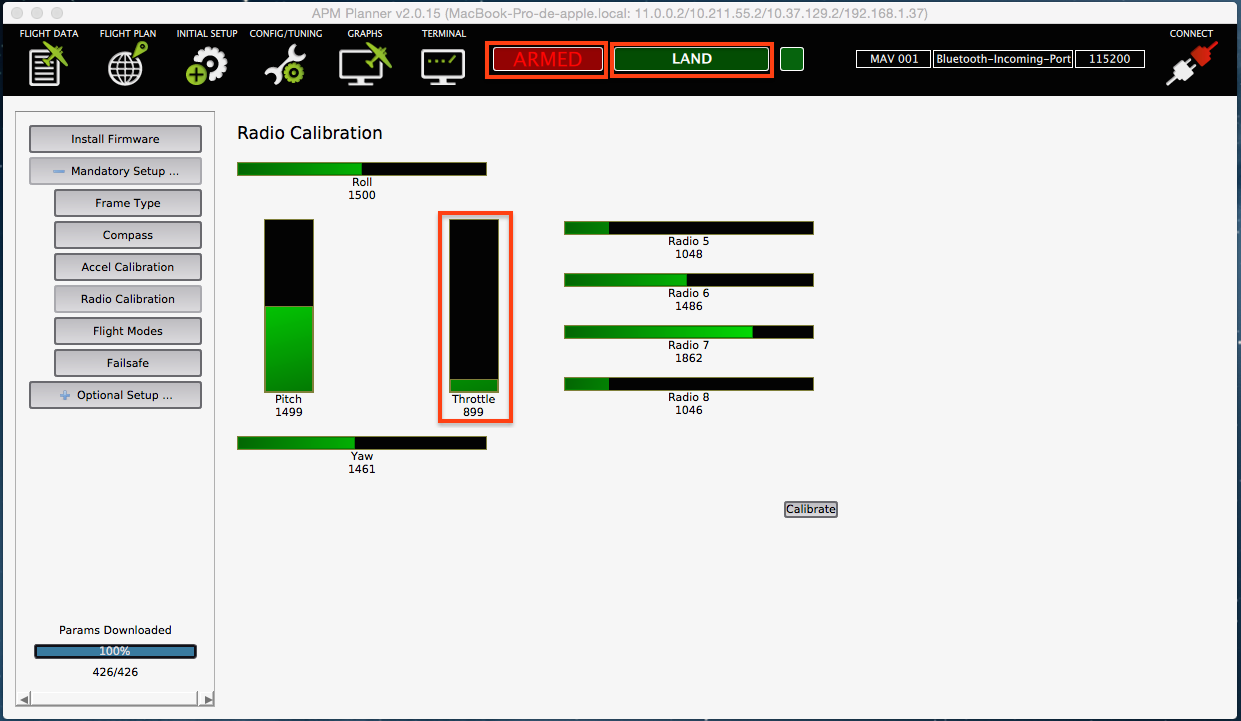 APM Planner v2.0.15 (MacBook-Pro-de-apple.local: 11.0.0.2/10.211.55.2/10.37.129.2/192.168.1.37)
FLIGHT DATA FLIGHT PLAN INITIAL SETUP CONFIG/TUNING GRAPHS TERMINAL CONNECT
ARMED LAND MAV 001 Bluetooth-Incoming-Port 115200
Install Firmware
Mandatory Setup ...
Frame Type
Compass
Accel Calibration
Radio Calibration
Flight Modes
Failsafe
Optional Setup ...
Params Downloaded
100%
426/426
Radio Calibration
Roll
1500
Pitch
1499
Throttle
899
Yaw
1461
Radio 5
1048
Radio 6
1486
Radio 7
1862
Radio 8
1046
Calibrate